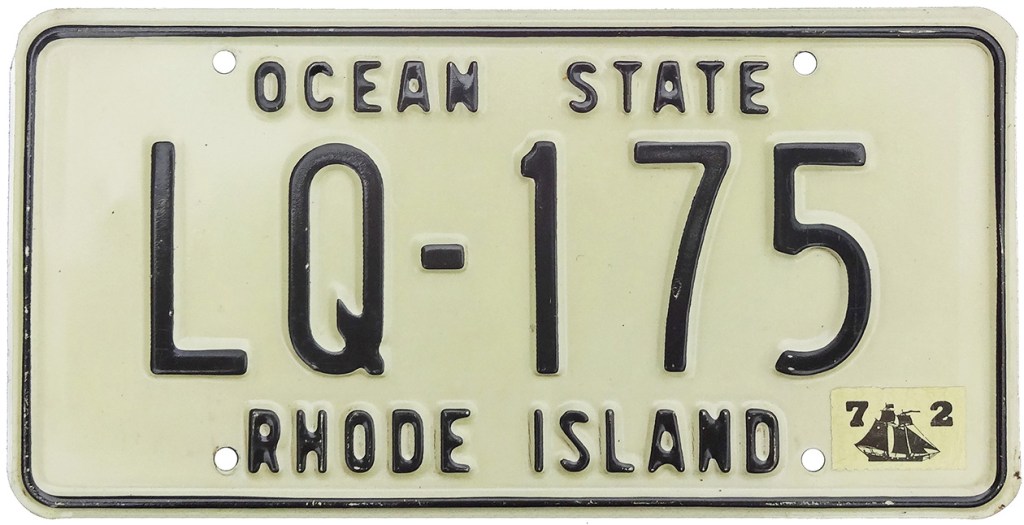 OCEAN STATE
LQ-175
RHODE ISLAND
7 2